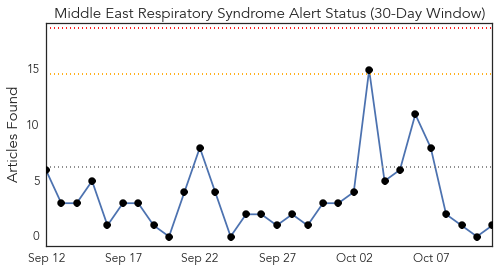 Middle East Respiratory Syndrome Alert Status (30-Day Window)
Articles Found
15
10
5
0
Sep 12 Sep 17 Sep 22 Sep 27 Oct 02 Oct 07